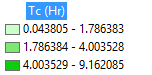 Tc (Hr)
0.043805 - 1.786383
1.786384 - 4.003528
4.003529 - 9.162085